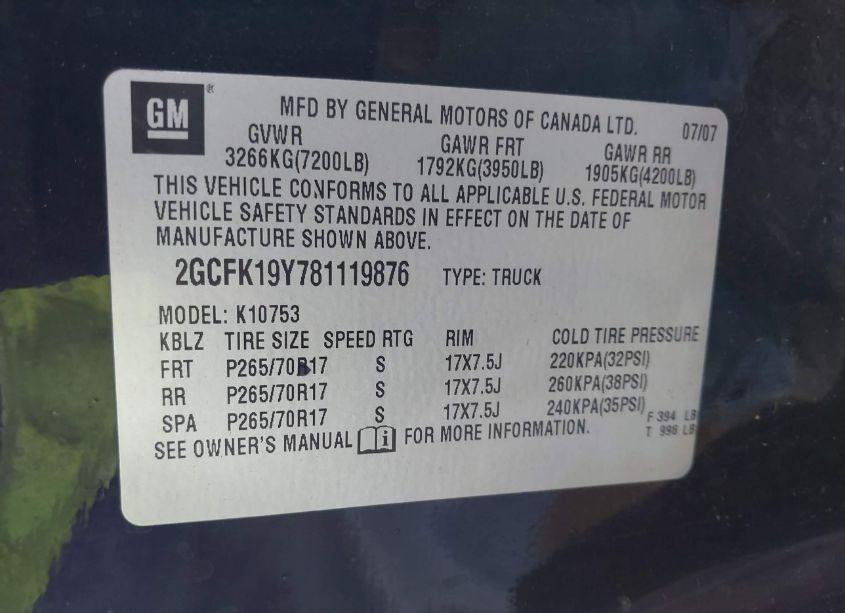 GM ®
MFD BY GENERAL MOTORS OF CANADA LTD. 07/07
GVWR GAWR FRT GAWR RR
3266KG(7200LB) 1792KG(3950LB) 1905KG(4200LB)
THIS VEHICLE CONFORMS TO ALL APPLICABLE U.S. FEDERAL MOTOR
VEHICLE SAFETY STANDARDS IN EFFECT ON THE DATE OF
MANUFACTURE SHOWN ABOVE.
2GCFK19Y781119876 TYPE: TRUCK
MODEL: K10753
KBLZ TIRE SIZE SPEED RTG RIM COLD TIRE PRESSURE
FRT P265/70R17 S 17X7.5J 220KPA(32PSI)
RR P265/70R17 S 17X7.5J 260KPA(38PSI)
SPA P265/70R17 S 17X7.5J 240KPA(35PSI)
F 394 LB
SEE OWNER'S MANUAL i FOR MORE INFORMATION.
T 998 LB